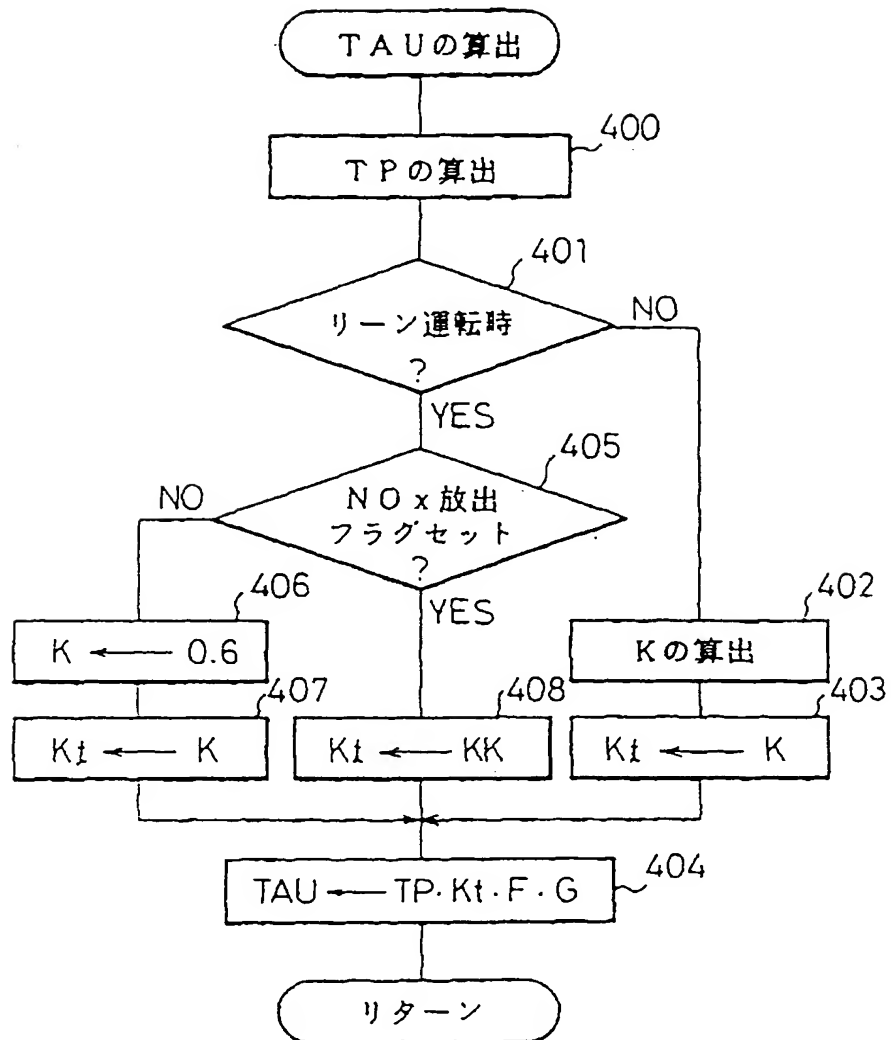 TAUの算出
400
TPの算出
401
リーン運転時
?
NO
YES
405
NOx放出
フラグセット
?
NO
YES
406
K ← 0.6
402
Kの算出
407
Kt ← K
408
Kt ← KK
403
Kt ← K
404
TAU ← TP・Kt・F・G
リターン